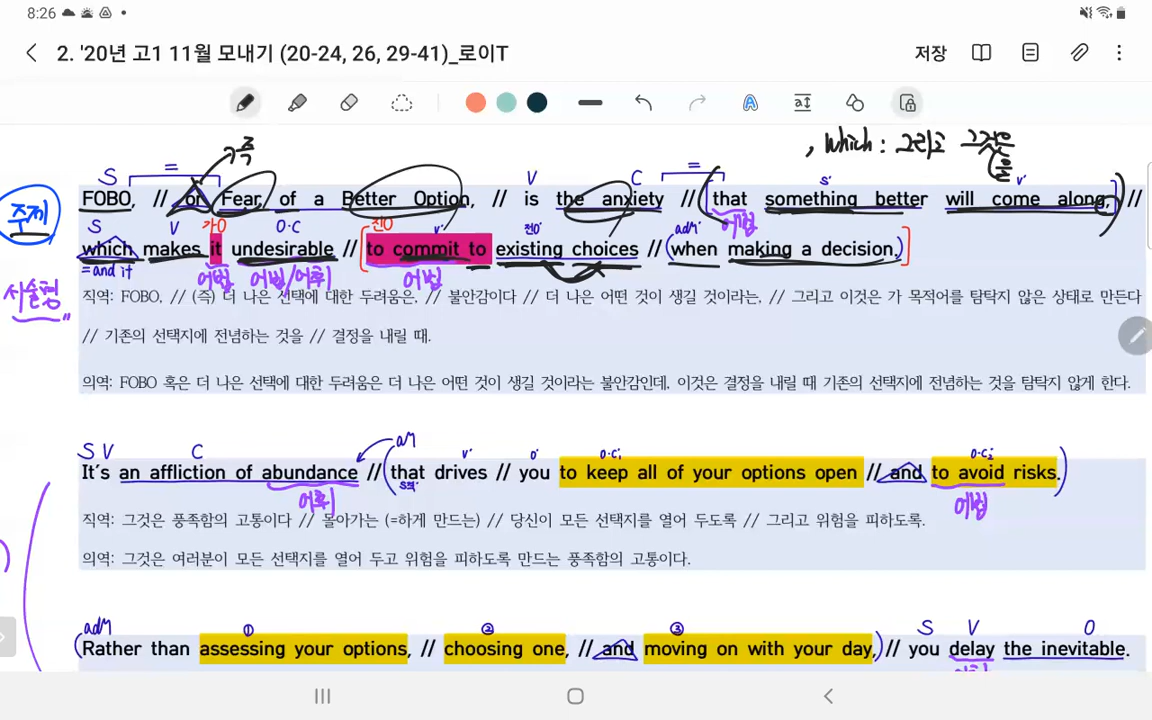 8:26
2. '20년 고1 11월 모내기 (20-24, 26, 29-41)_로이T
저장
, which : 그리고 그것은
을
즉
S = V C = s' v'
주제
FOBO, // or Fear of a Better Option, // is the anxiety // (that something better will come along,) //
어법
S V 가O O·C 진O v' 전O adv
which makes it undesirable // [to commit to existing choices // (when making a decision.)]
= and it 어법 어법/어휘 어법
서술형
직역: FOBO, // (즉) 더 나은 선택에 대한 두려움은, // 불안감이다 // 더 나은 어떤 것이 생길 것이라는, // 그리고 이것은 가 목적어를 탐탁지 않은 상태로 만든다
// 기존의 선택지에 전념하는 것을 // 결정을 내릴 때.
의역: FOBO 혹은 더 나은 선택에 대한 두려움은 더 나은 어떤 것이 생길 것이라는 불안감인데, 이것은 결정을 내릴 때 기존의 선택지에 전념하는 것을 탐탁지 않게 한다.
S V C v' o' o·c₁ o·c₂
It's an affliction of abundance // (that drives // you to keep all of your options open // and to avoid risks.)
어휘 어법
직역: 그것은 풍족함의 고통이다 // 몰아가는 (=하게 만드는) // 당신이 모든 선택지를 열어 두도록 // 그리고 위험을 피하도록.
의역: 그것은 여러분이 모든 선택지를 열어 두고 위험을 피하도록 만드는 풍족함의 고통이다.
adv ① ② ③ S V O
(Rather than assessing your options, // choosing one, // and moving on with your day,) // you delay the inevitable.